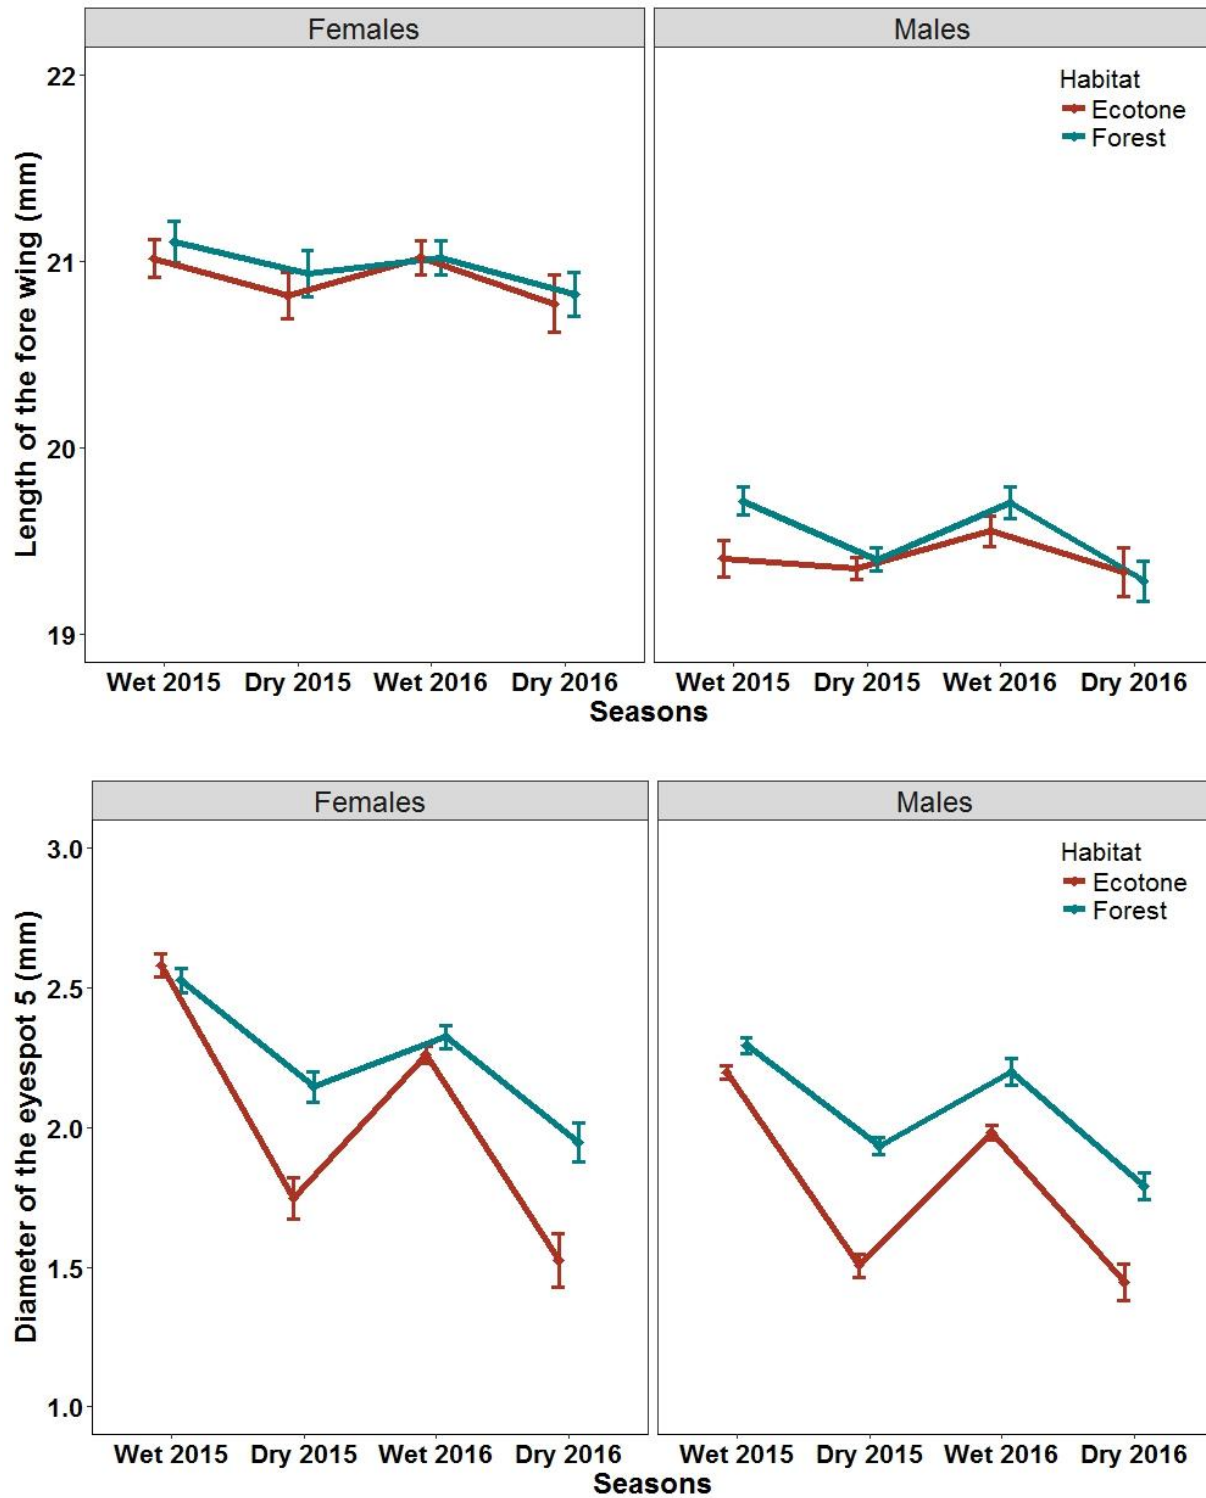 Females Males
Length of the fore wing (mm)
22
21
20
19
Habitat
Ecotone
Forest
Wet 2015 Dry 2015 Wet 2016 Dry 2016 Wet 2015 Dry 2015 Wet 2016 Dry 2016
Seasons
Females Males
Diameter of the eyespot 5 (mm)
3.0
2.5
2.0
1.5
1.0
Habitat
Ecotone
Forest
Wet 2015 Dry 2015 Wet 2016 Dry 2016 Wet 2015 Dry 2015 Wet 2016 Dry 2016
Seasons